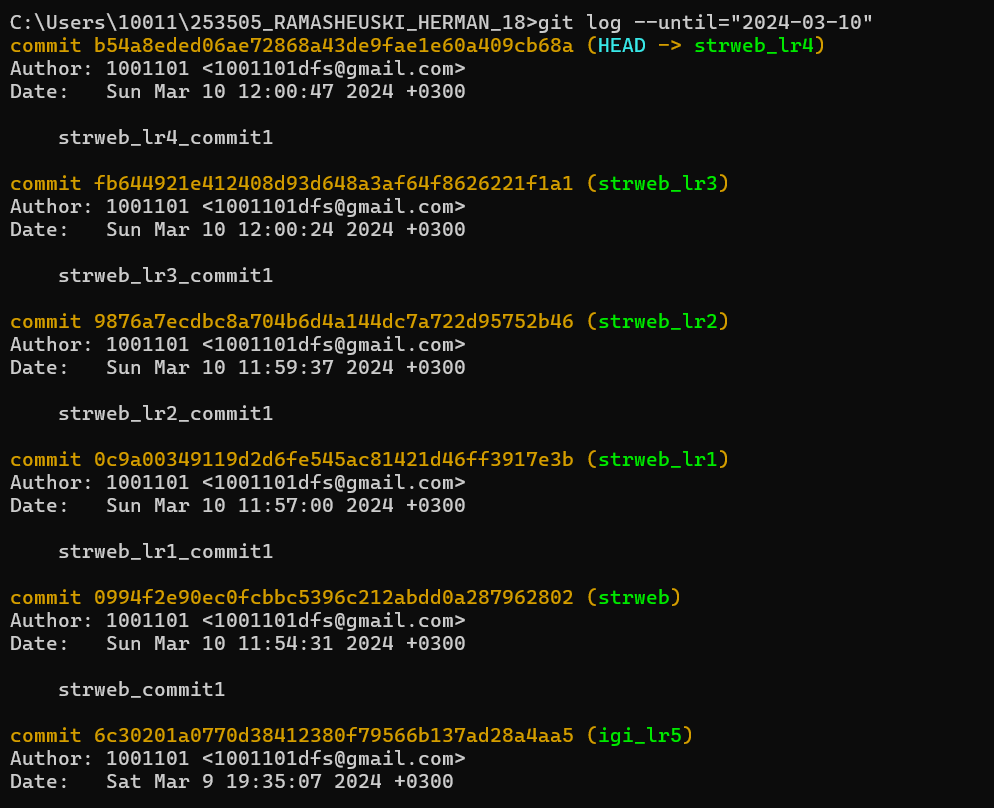 C:\Users\10011\253505_RAMASHEUSKI_HERMAN_18>git log --until="2024-03-10"
commit b54a8eded06ae72868a43de9fae1e60a409cb68a (HEAD -> strweb_lr4)
Author: 1001101 <1001101dfs@gmail.com>
Date:   Sun Mar 10 12:00:47 2024 +0300
strweb_lr4_commit1
commit fb644921e412408d93d648a3af64f8626221f1a1 (strweb_lr3)
Author: 1001101 <1001101dfs@gmail.com>
Date:   Sun Mar 10 12:00:24 2024 +0300
strweb_lr3_commit1
commit 9876a7ecdbc8a704b6d4a144dc7a722d95752b46 (strweb_lr2)
Author: 1001101 <1001101dfs@gmail.com>
Date:   Sun Mar 10 11:59:37 2024 +0300
strweb_lr2_commit1
commit 0c9a00349119d2d6fe545ac81421d46ff3917e3b (strweb_lr1)
Author: 1001101 <1001101dfs@gmail.com>
Date:   Sun Mar 10 11:57:00 2024 +0300
strweb_lr1_commit1
commit 0994f2e90ec0fcbbc5396c212abdd0a287962802 (strweb)
Author: 1001101 <1001101dfs@gmail.com>
Date:   Sun Mar 10 11:54:31 2024 +0300
strweb_commit1
commit 6c30201a0770d38412380f79566b137ad28a4aa5 (igi_lr5)
Author: 1001101 <1001101dfs@gmail.com>
Date:   Sat Mar 9 19:35:07 2024 +0300